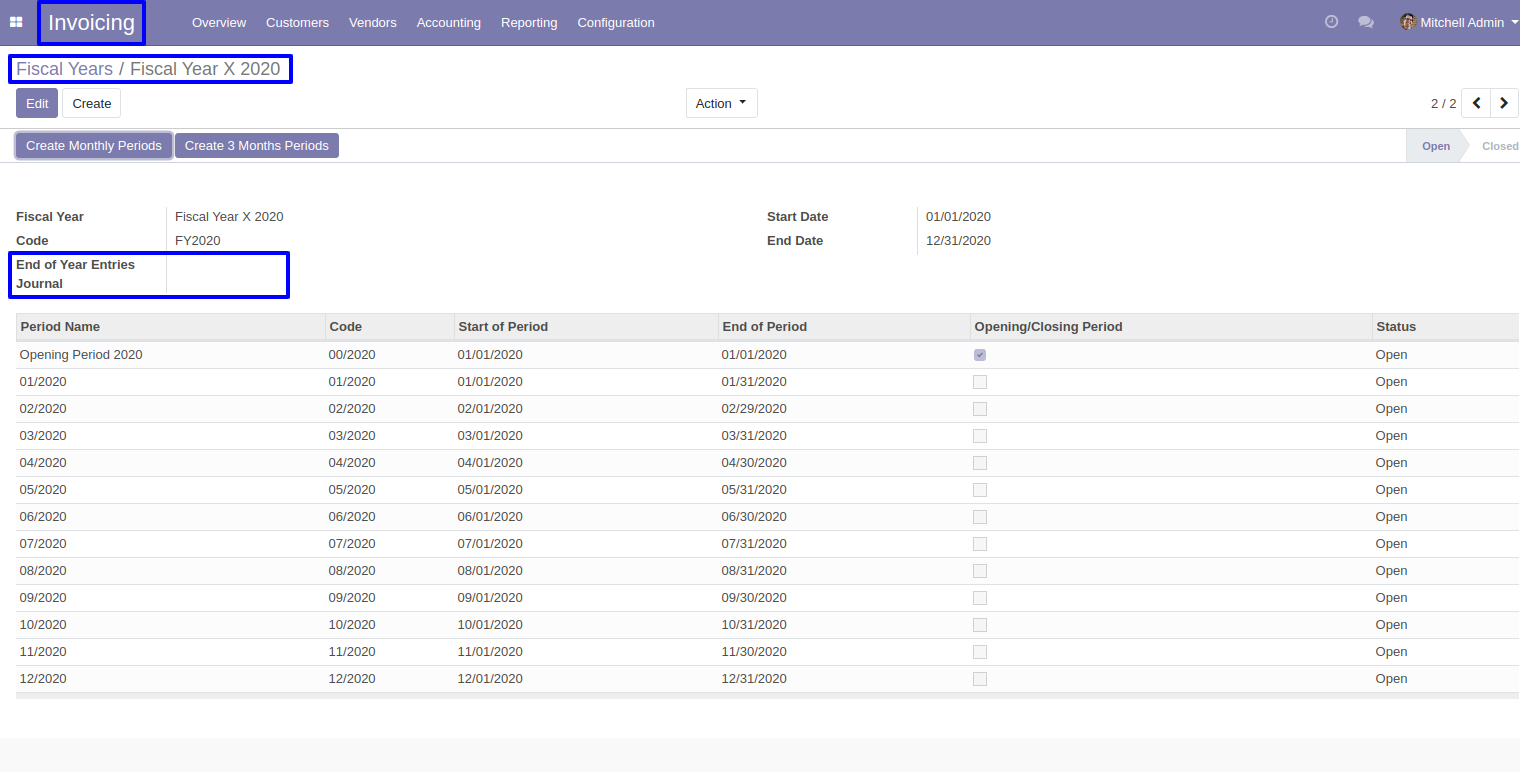 Invoicing Overview Customers Vendors Accounting Reporting Configuration Mitchell Admin
Fiscal Years / Fiscal Year X 2020
Edit Create Action 2 / 2
Create Monthly Periods Create 3 Months Periods Open Closed
Fiscal Year Fiscal Year X 2020 Start Date 01/01/2020
Code FY2020 End Date 12/31/2020
End of Year Entries
Journal
Period Name Code Start of Period End of Period Opening/Closing Period Status
Opening Period 2020 00/2020 01/01/2020 01/01/2020 Open
01/2020 01/2020 01/01/2020 01/31/2020 Open
02/2020 02/2020 02/01/2020 02/29/2020 Open
03/2020 03/2020 03/01/2020 03/31/2020 Open
04/2020 04/2020 04/01/2020 04/30/2020 Open
05/2020 05/2020 05/01/2020 05/31/2020 Open
06/2020 06/2020 06/01/2020 06/30/2020 Open
07/2020 07/2020 07/01/2020 07/31/2020 Open
08/2020 08/2020 08/01/2020 08/31/2020 Open
09/2020 09/2020 09/01/2020 09/30/2020 Open
10/2020 10/2020 10/01/2020 10/31/2020 Open
11/2020 11/2020 11/01/2020 11/30/2020 Open
12/2020 12/2020 12/01/2020 12/31/2020 Open